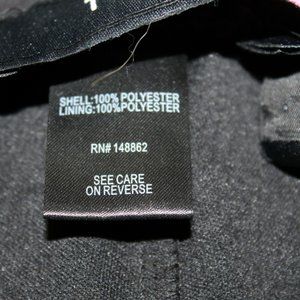 SHELL:100% POLYESTER
LINING:100%POLYESTER
RN# 148862
SEE CARE
ON REVERSE